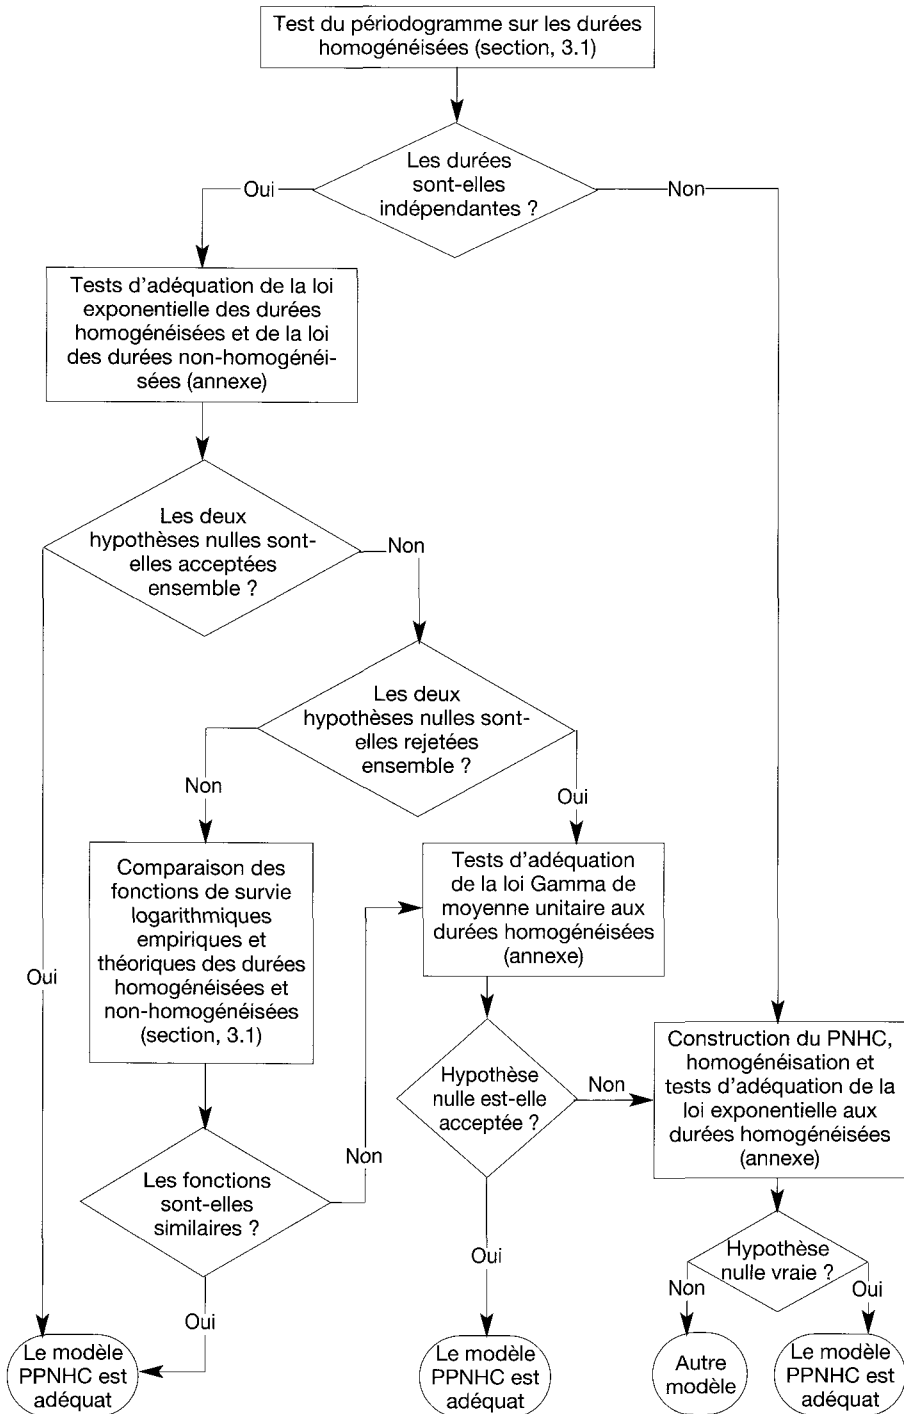 Test du périodogramme sur les durées
homogénéisées (section, 3.1)
Les durées
sont-elles
indépendantes ?
Oui
Non
Tests d'adéquation de la loi
exponentielle des durées
homogénéisées et de la loi
des durées non-homogénéi-
sées (annexe)
Les deux
hypothèses nulles sont-
elles acceptées
ensemble ?
Non
Les deux
hypothèses nulles sont-
elles rejetées
ensemble ?
Non
Oui
Comparaison des
fonctions de survie
logarithmiques
empiriques et
théoriques des durées
homogénéisées et
non-homogénéisées
(section, 3.1)
Tests d'adéquation
de la loi Gamma de
moyenne unitaire aux
durées homogénéisées
(annexe)
Oui
Construction du PNHC,
homogénéisation et
tests d'adéquation de la
loi exponentielle aux
durées homogénéisées
(annexe)
Hypothèse
nulle est-elle
acceptée ?
Non
Non
Les fonctions
sont-elles
similaires ?
Oui
Hypothèse
nulle vraie ?
Non
Oui
Oui
Le modèle
PPNHC est
adéquat
Le modèle
PPNHC est
adéquat
Autre
modèle
Le modèle
PPNHC est
adéquat